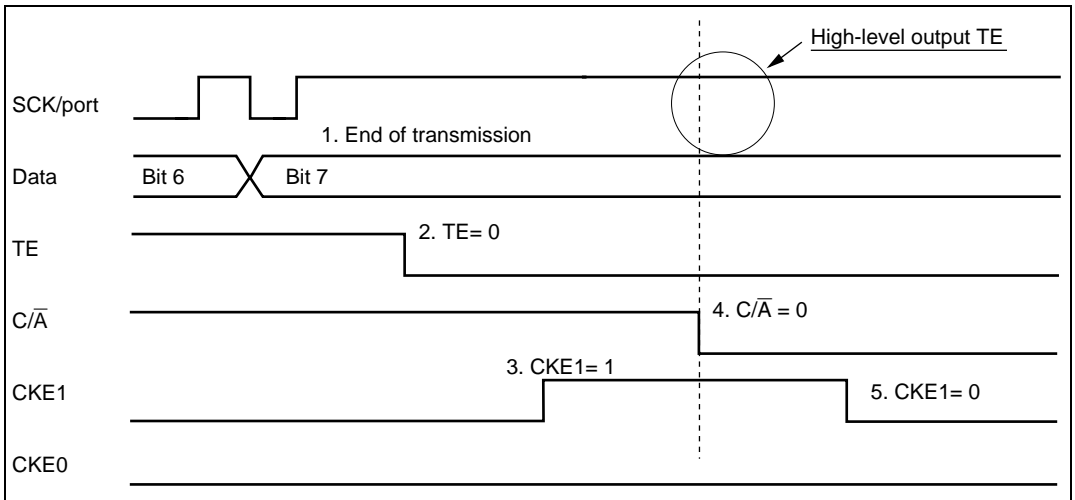 High-level output TE
SCK/port
1. End of transmission
Data
Bit 6
Bit 7
TE
2. TE= 0
C/A̅
4. C/A̅ = 0
3. CKE1= 1
CKE1
5. CKE1= 0
CKE0